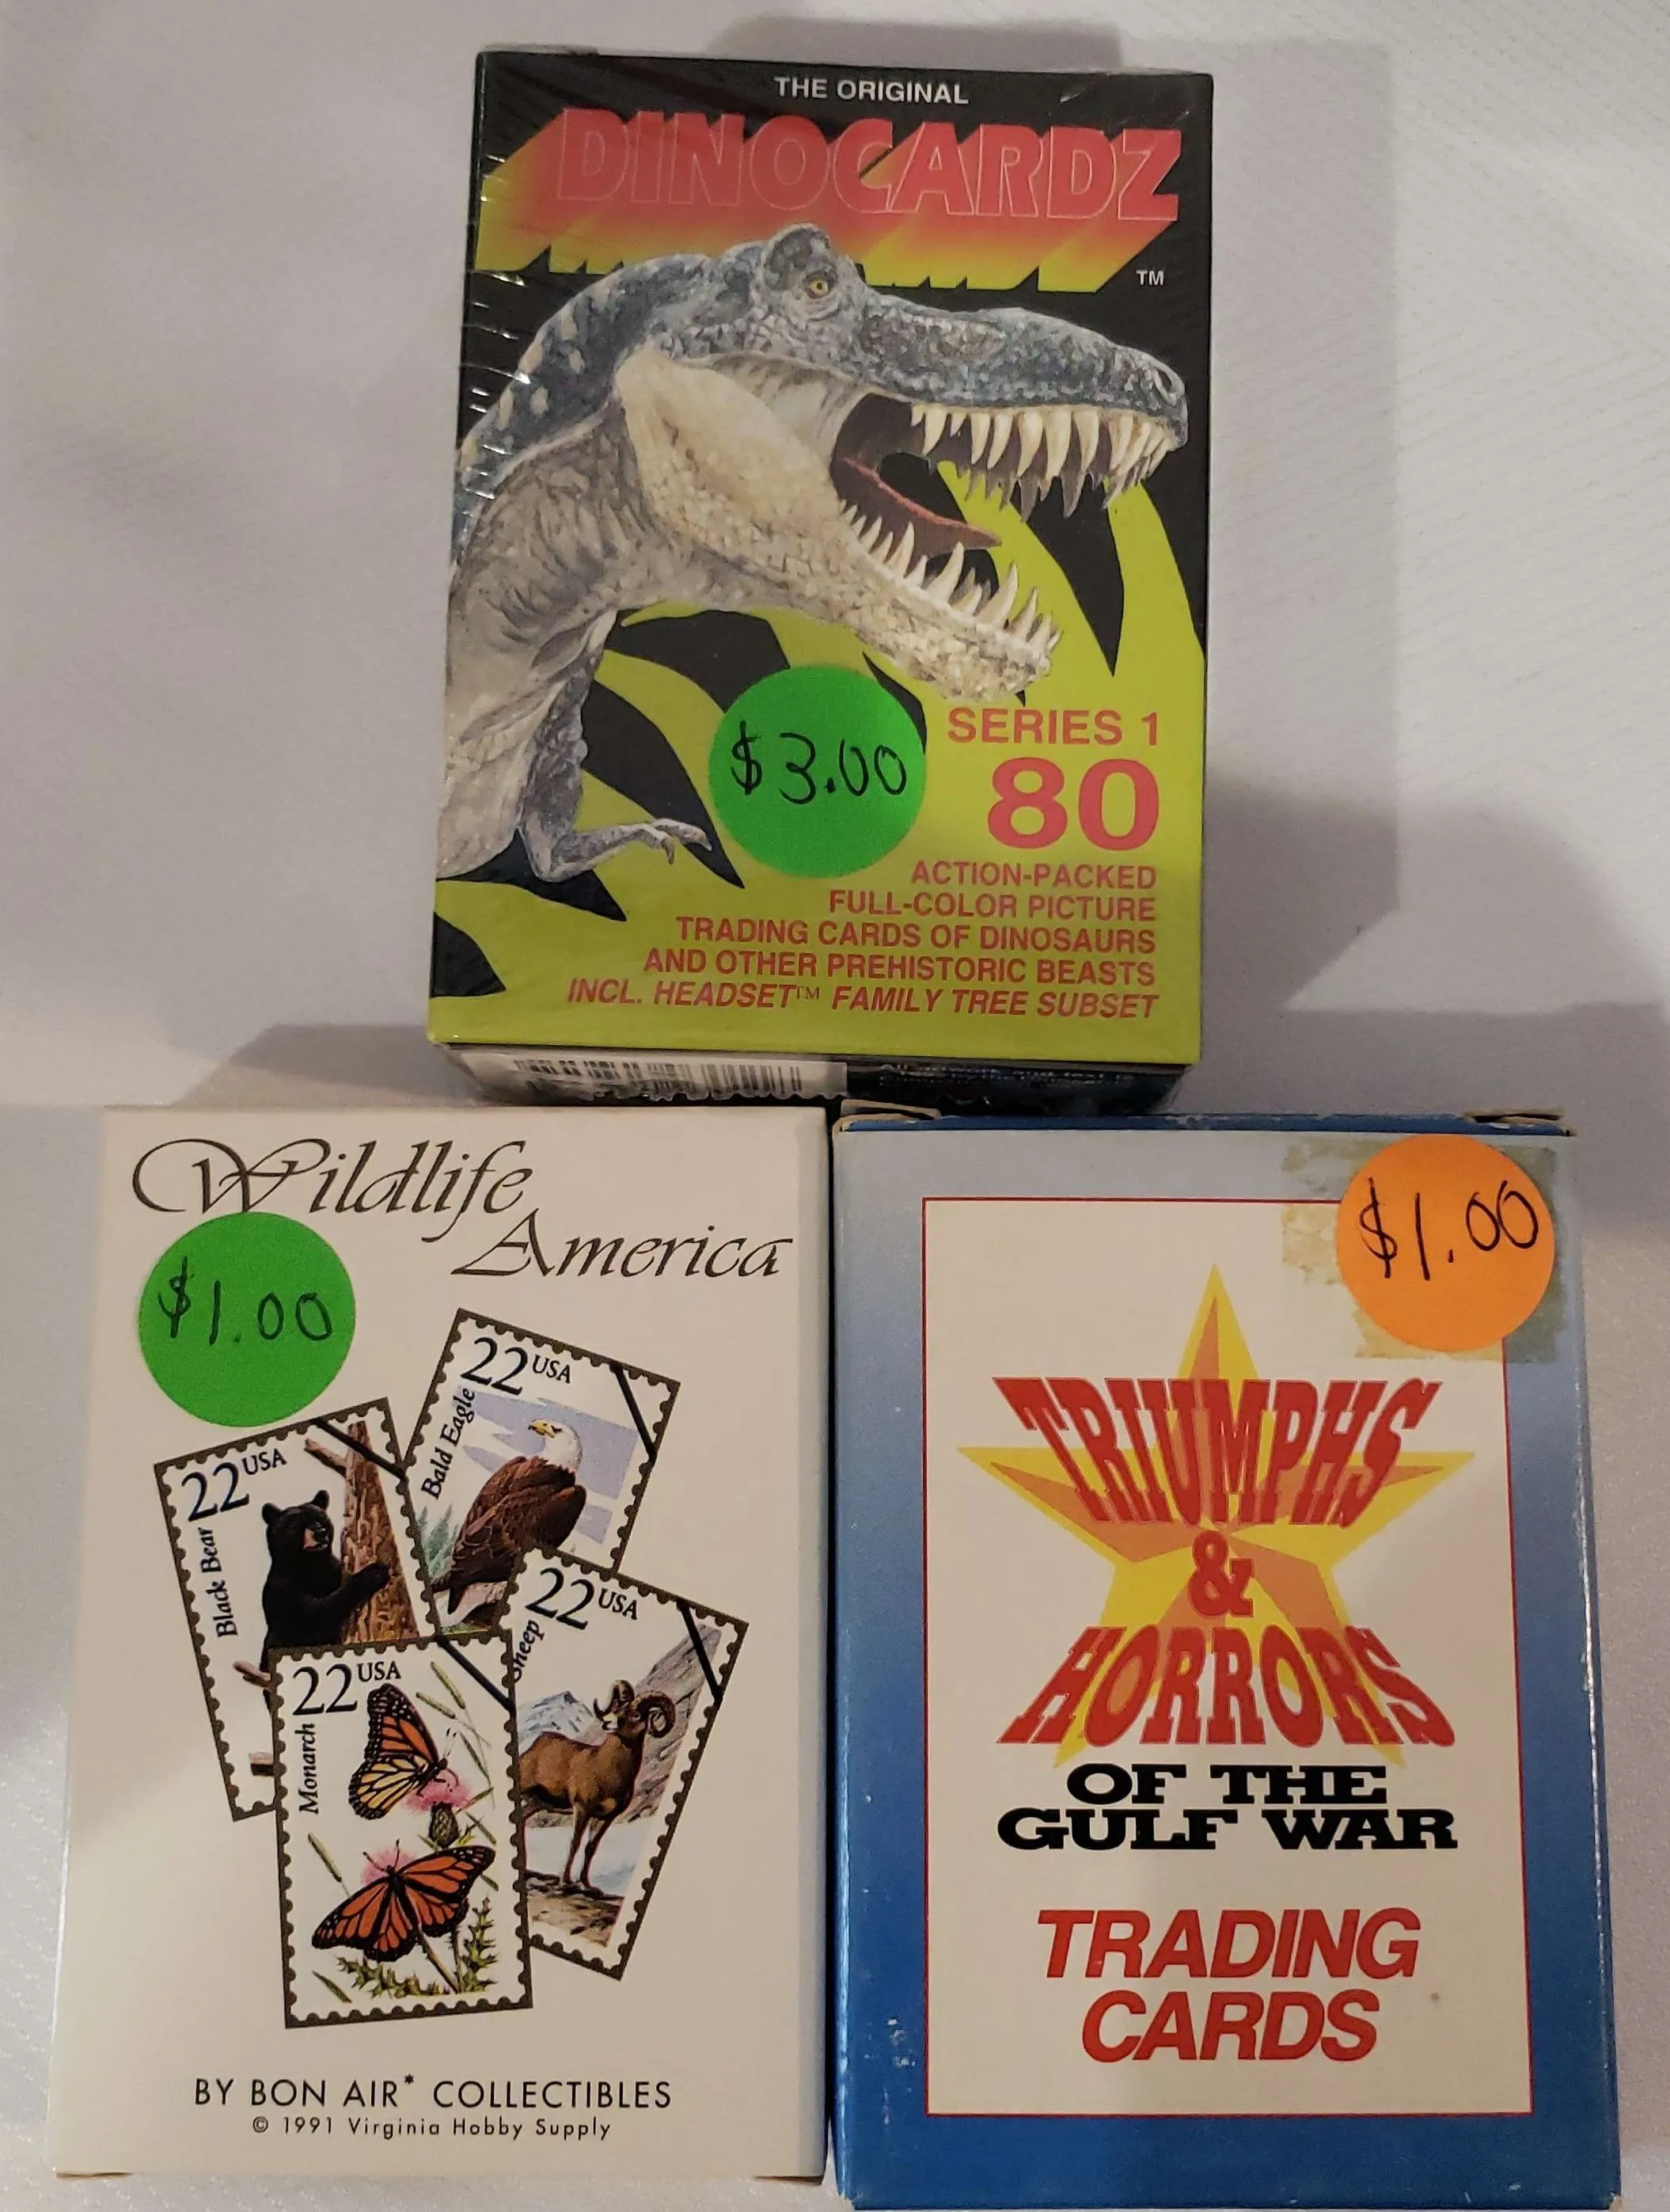 THE ORIGINAL
DINOCARDZ
TM
$3.00
SERIES 1
80
ACTION-PACKED
FULL-COLOR PICTURE
TRADING CARDS OF DINOSAURS
AND OTHER PREHISTORIC BEASTS
INCL. HEADSET™ FAMILY TREE SUBSET
Wildlife
America
$1.00
22 USA
Bald Eagle
22 USA
Black Bear
22 USA
Sheep
22 USA
Monarch
BY BON AIR* COLLECTIBLES
© 1991 Virginia Hobby Supply
$1.00
TRIUMPHS
&
HORRORS
OF THE
GULF WAR
TRADING
CARDS